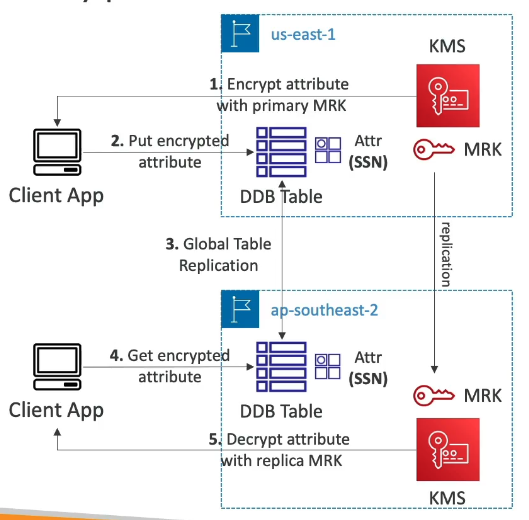 us-east-1
KMS
1. Encrypt attribute
with primary MRK
2. Put encrypted
attribute
Attr
(SSN)
MRK
Client App
DDB Table
3. Global Table
Replication
replication
ap-southeast-2
4. Get encrypted
attribute
Attr
(SSN)
MRK
Client App
DDB Table
5. Decrypt attribute
with replica MRK
KMS